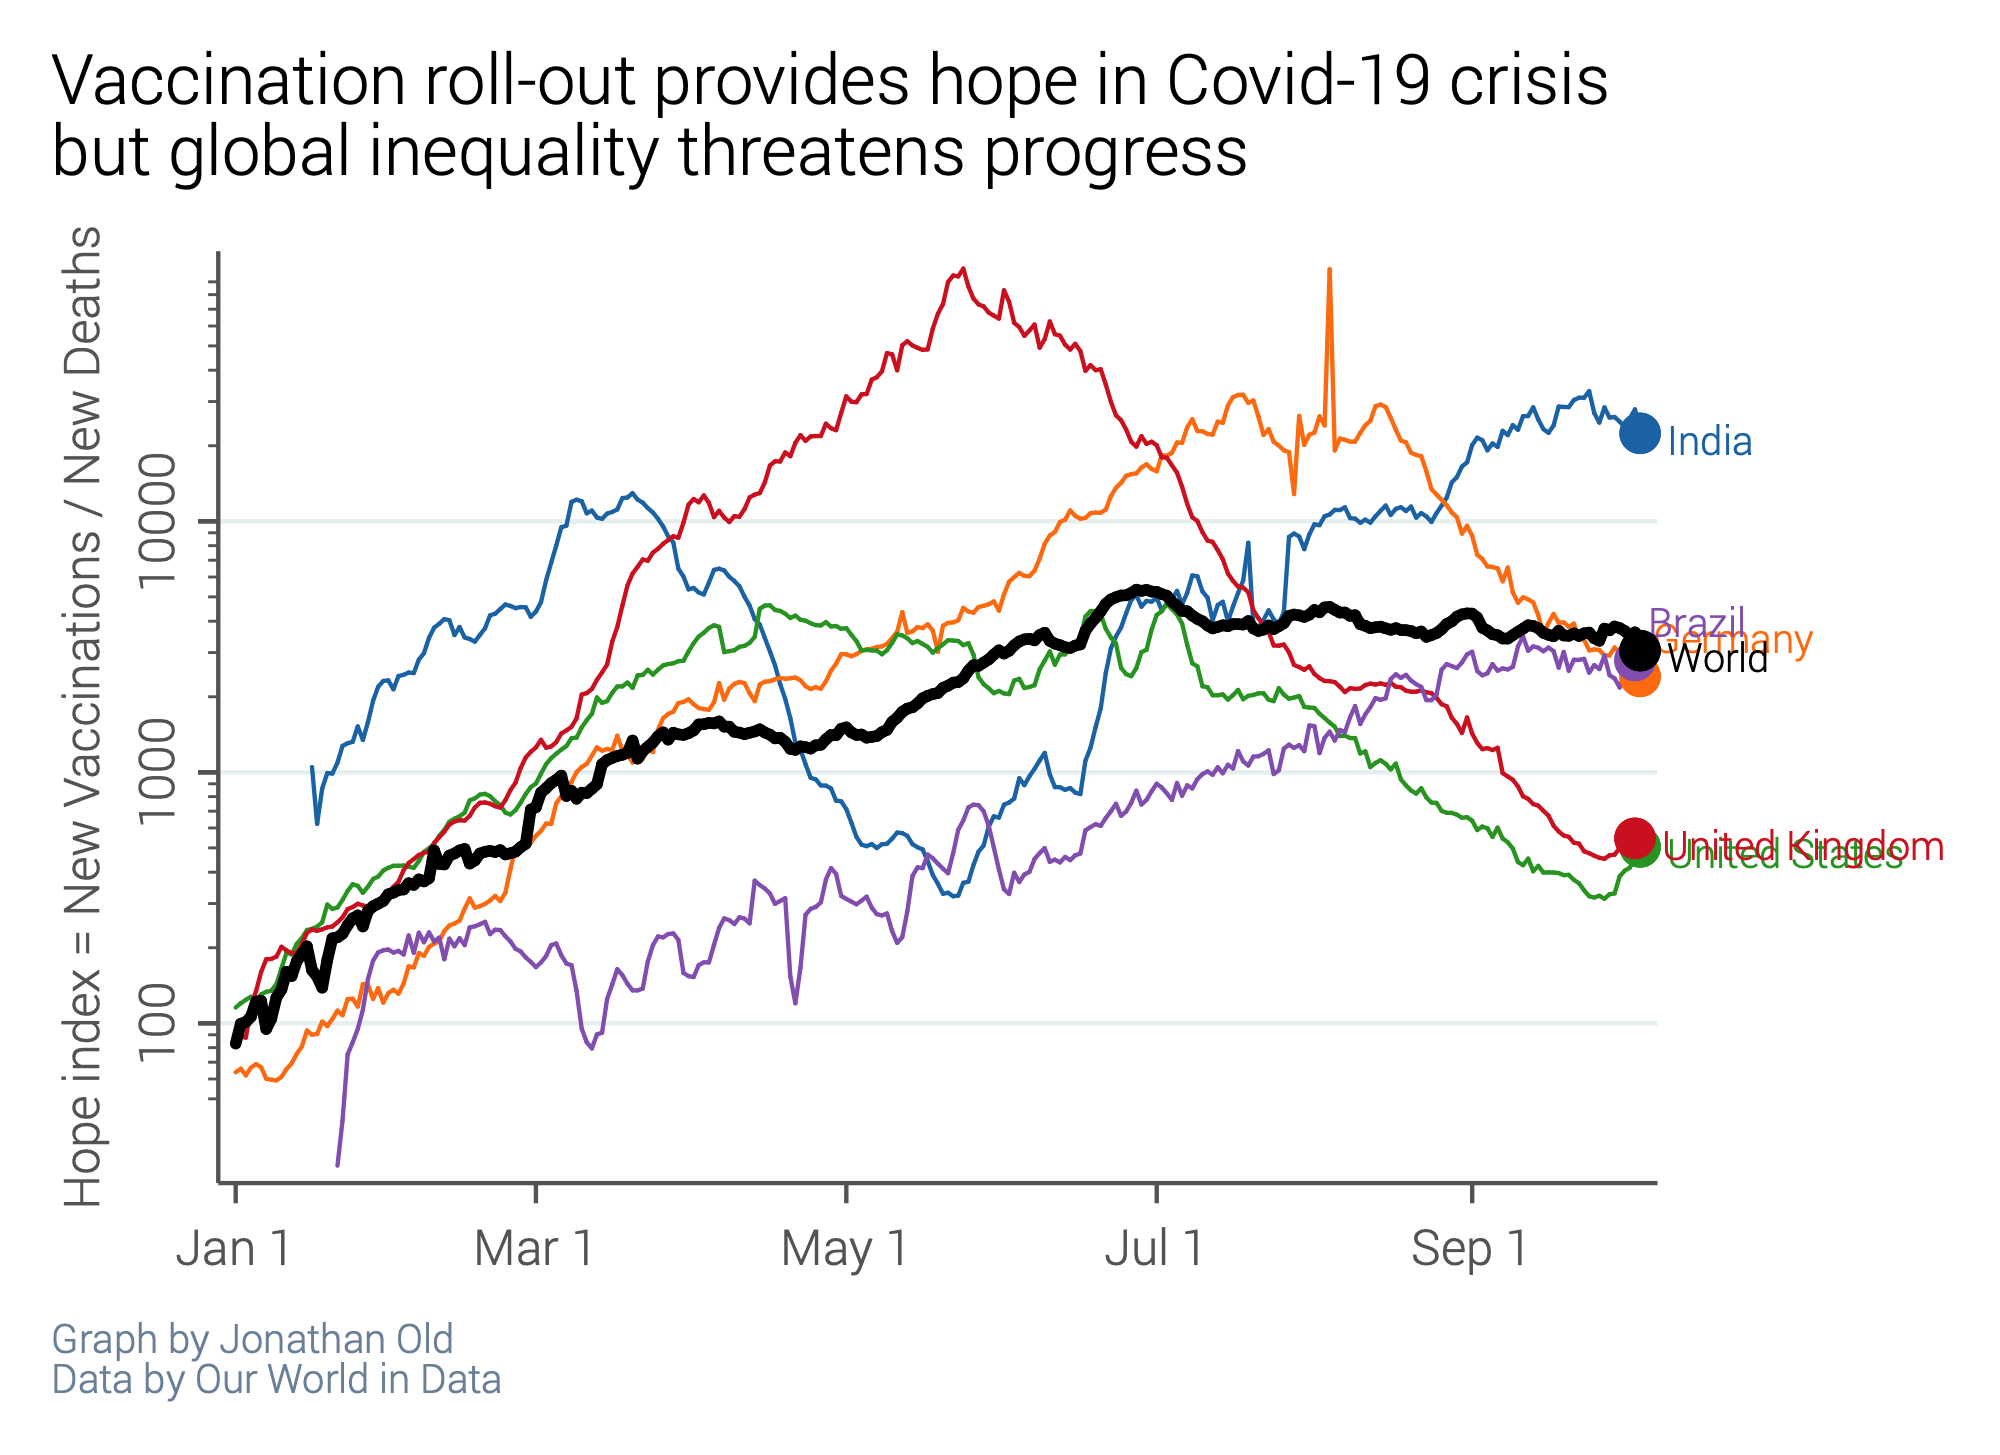 Vaccination roll-out provides hope in Covid-19 crisis
but global inequality threatens progress
Hope index = New Vaccinations / New Deaths
10000
1000
100
India
Brazil
Germany
World
United Kingdom
United States
Jan 1
Mar 1
May 1
Jul 1
Sep 1
Graph by Jonathan Old
Data by Our World in Data